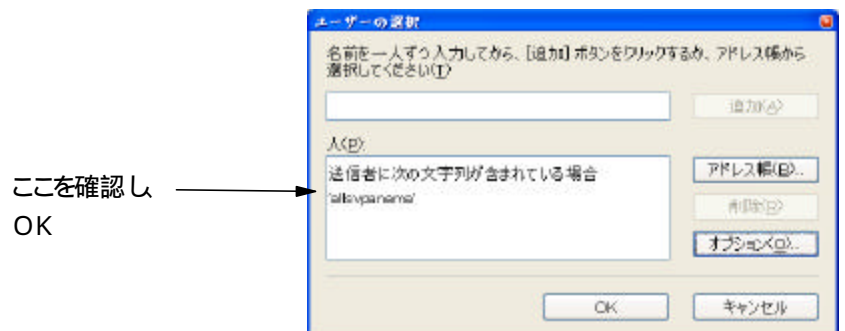 ユーザーの選択
名前を一人ずつ入力してから、[追加] ボタンをクリックするか、アドレス帳から
選択してください(T)
追加(A)
人(P):
送信者に次の文字列が含まれている場合
アドレス帳(B)...
削除(R)
オプション(O)...
ここを確認し、
OK
OK
キャンセル